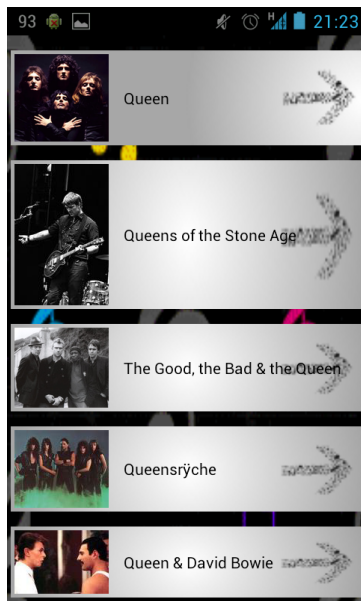 93 H 21:23
Queen
Queens of the Stone Age
The Good, the Bad & the Queen
Queensrÿche
Queen & David Bowie